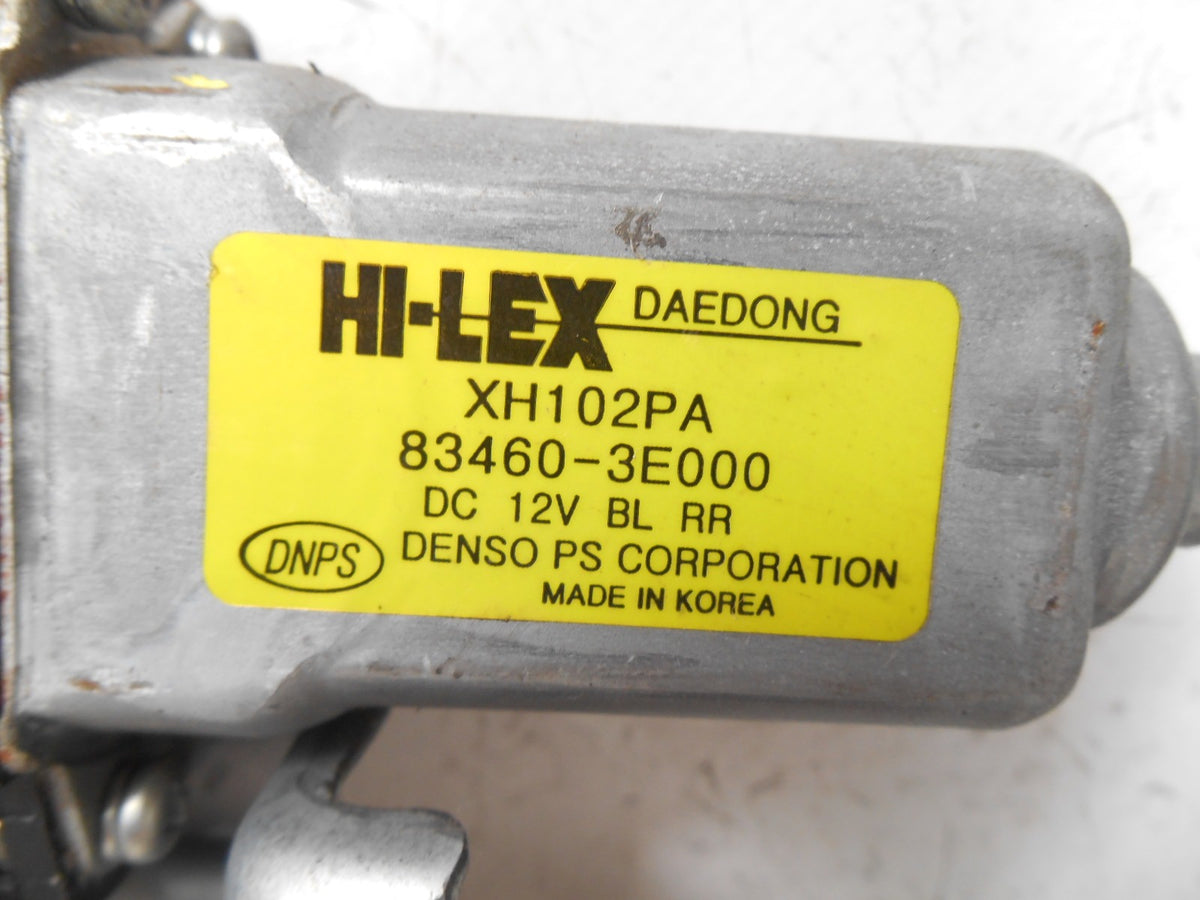 HI-LEX DAEDONG
XH102PA
83460-3E000
DC 12V BL RR
DNPS DENSO PS CORPORATION
MADE IN KOREA